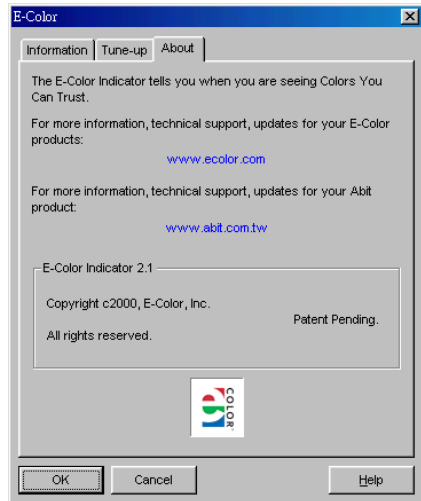 E-Color
Information Tune-up About
The E-Color Indicator tells you when you are seeing Colors You
Can Trust.
For more information, technical support, updates for your E-Color
products:
www.ecolor.com
For more information, technical support, updates for your Abit
product:
www.abit.com.tw
E-Color Indicator 2.1
Copyright c2000, E-Color, Inc.
Patent Pending.
All rights reserved.
e COLOR
OK Cancel Help